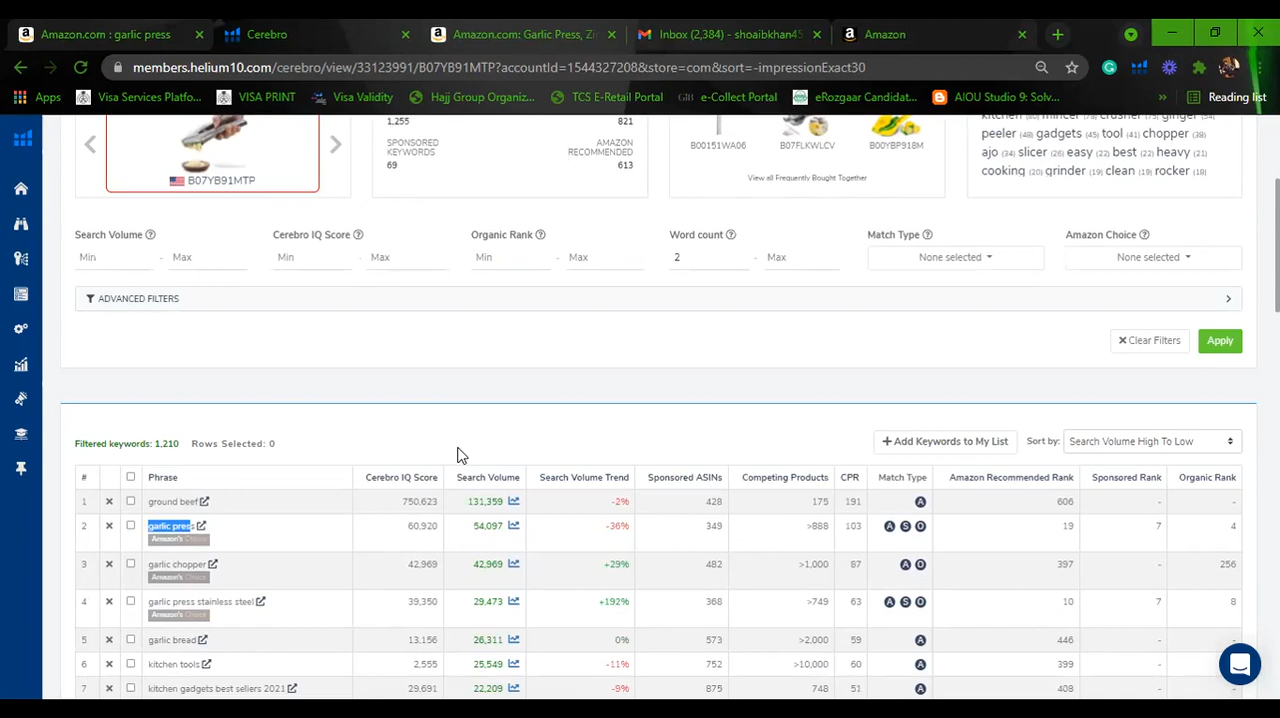 Amazon.com : garlic press
Cerebro
Amazon.com: Garlic Press, Zin
Inbox (2,384) - shoaibkhan45
Amazon
members.helium10.com/cerebro/view/33123991/B07YB91MTP?accountId=1544327208&store=com&sort=-impressionExact30
Apps
Visa Services Platfo...
VISA PRINT
Visa Validity
Hajj Group Organiz...
TCS E-Retail Portal
e-Collect Portal
eRozgaar Candidat...
AIOU Studio 9: Solv...
Reading list
B07YB91MTP
1,255
821
SPONSORED KEYWORDS
69
AMAZON RECOMMENDED
613
B00151WA06
B07FLKWLCV
B00YBP918M
View all Frequently Bought Together
kitchen (80) mincer crusher ginger (54)
peeler (48) gadgets (45) tool (41) chopper (38)
ajo (34) slicer (26) easy (22) best (22) heavy (21)
cooking (20) grinder (19) clean (19) rocker (18)
Search Volume
Cerebro IQ Score
Organic Rank
Word count
Match Type
Amazon Choice
Min - Max
Min - Max
Min - Max
2 - Max
None selected
None selected
ADVANCED FILTERS
Clear Filters
Apply
Filtered keywords: 1,210 Rows Selected: 0
Add Keywords to My List
Sort by: Search Volume High To Low
# Phrase Cerebro IQ Score Search Volume Search Volume Trend Sponsored ASINs Competing Products CPR Match Type Amazon Recommended Rank Sponsored Rank Organic Rank
1 ground beef 750,623 131,359 -2% 428 175 191 A 606 - -
2 garlic press 60,920 54,097 -36% 349 >888 103 A S O 19 7 4
Amazon's Choice
3 garlic chopper 42,969 42,969 +29% 482 >1,000 87 A O 397 - 256
Amazon's Choice
4 garlic press stainless steel 39,350 29,473 +192% 368 >749 63 A S O 10 7 8
Amazon's Choice
5 garlic bread 13,156 26,311 0% 573 >2,000 59 A 446 - -
6 kitchen tools 2,555 25,549 -11% 752 >10,000 60 A 399 - -
7 kitchen gadgets best sellers 2021 29,691 22,209 -9% 875 748 51 A 408 - -